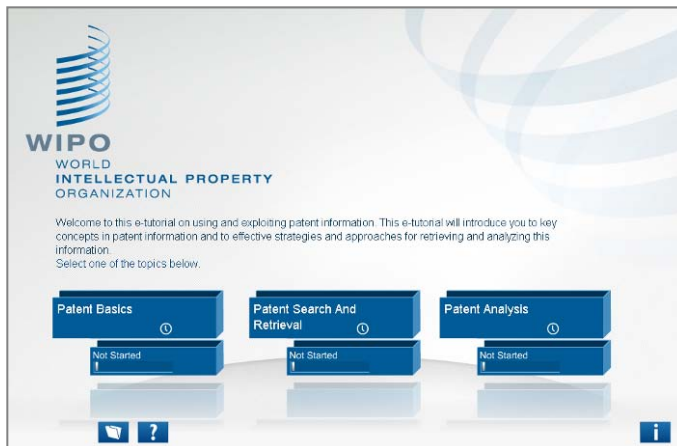 WIPO
WORLD
INTELLECTUAL PROPERTY
ORGANIZATION
Welcome to this e-tutorial on using and exploiting patent information. This e-tutorial will introduce you to key
concepts in patent information and to effective strategies and approaches for retrieving and analyzing this
information.
Select one of the topics below.
Patent Basics
Not Started
Patent Search And
Retrieval
Not Started
Patent Analysis
Not Started
?
i